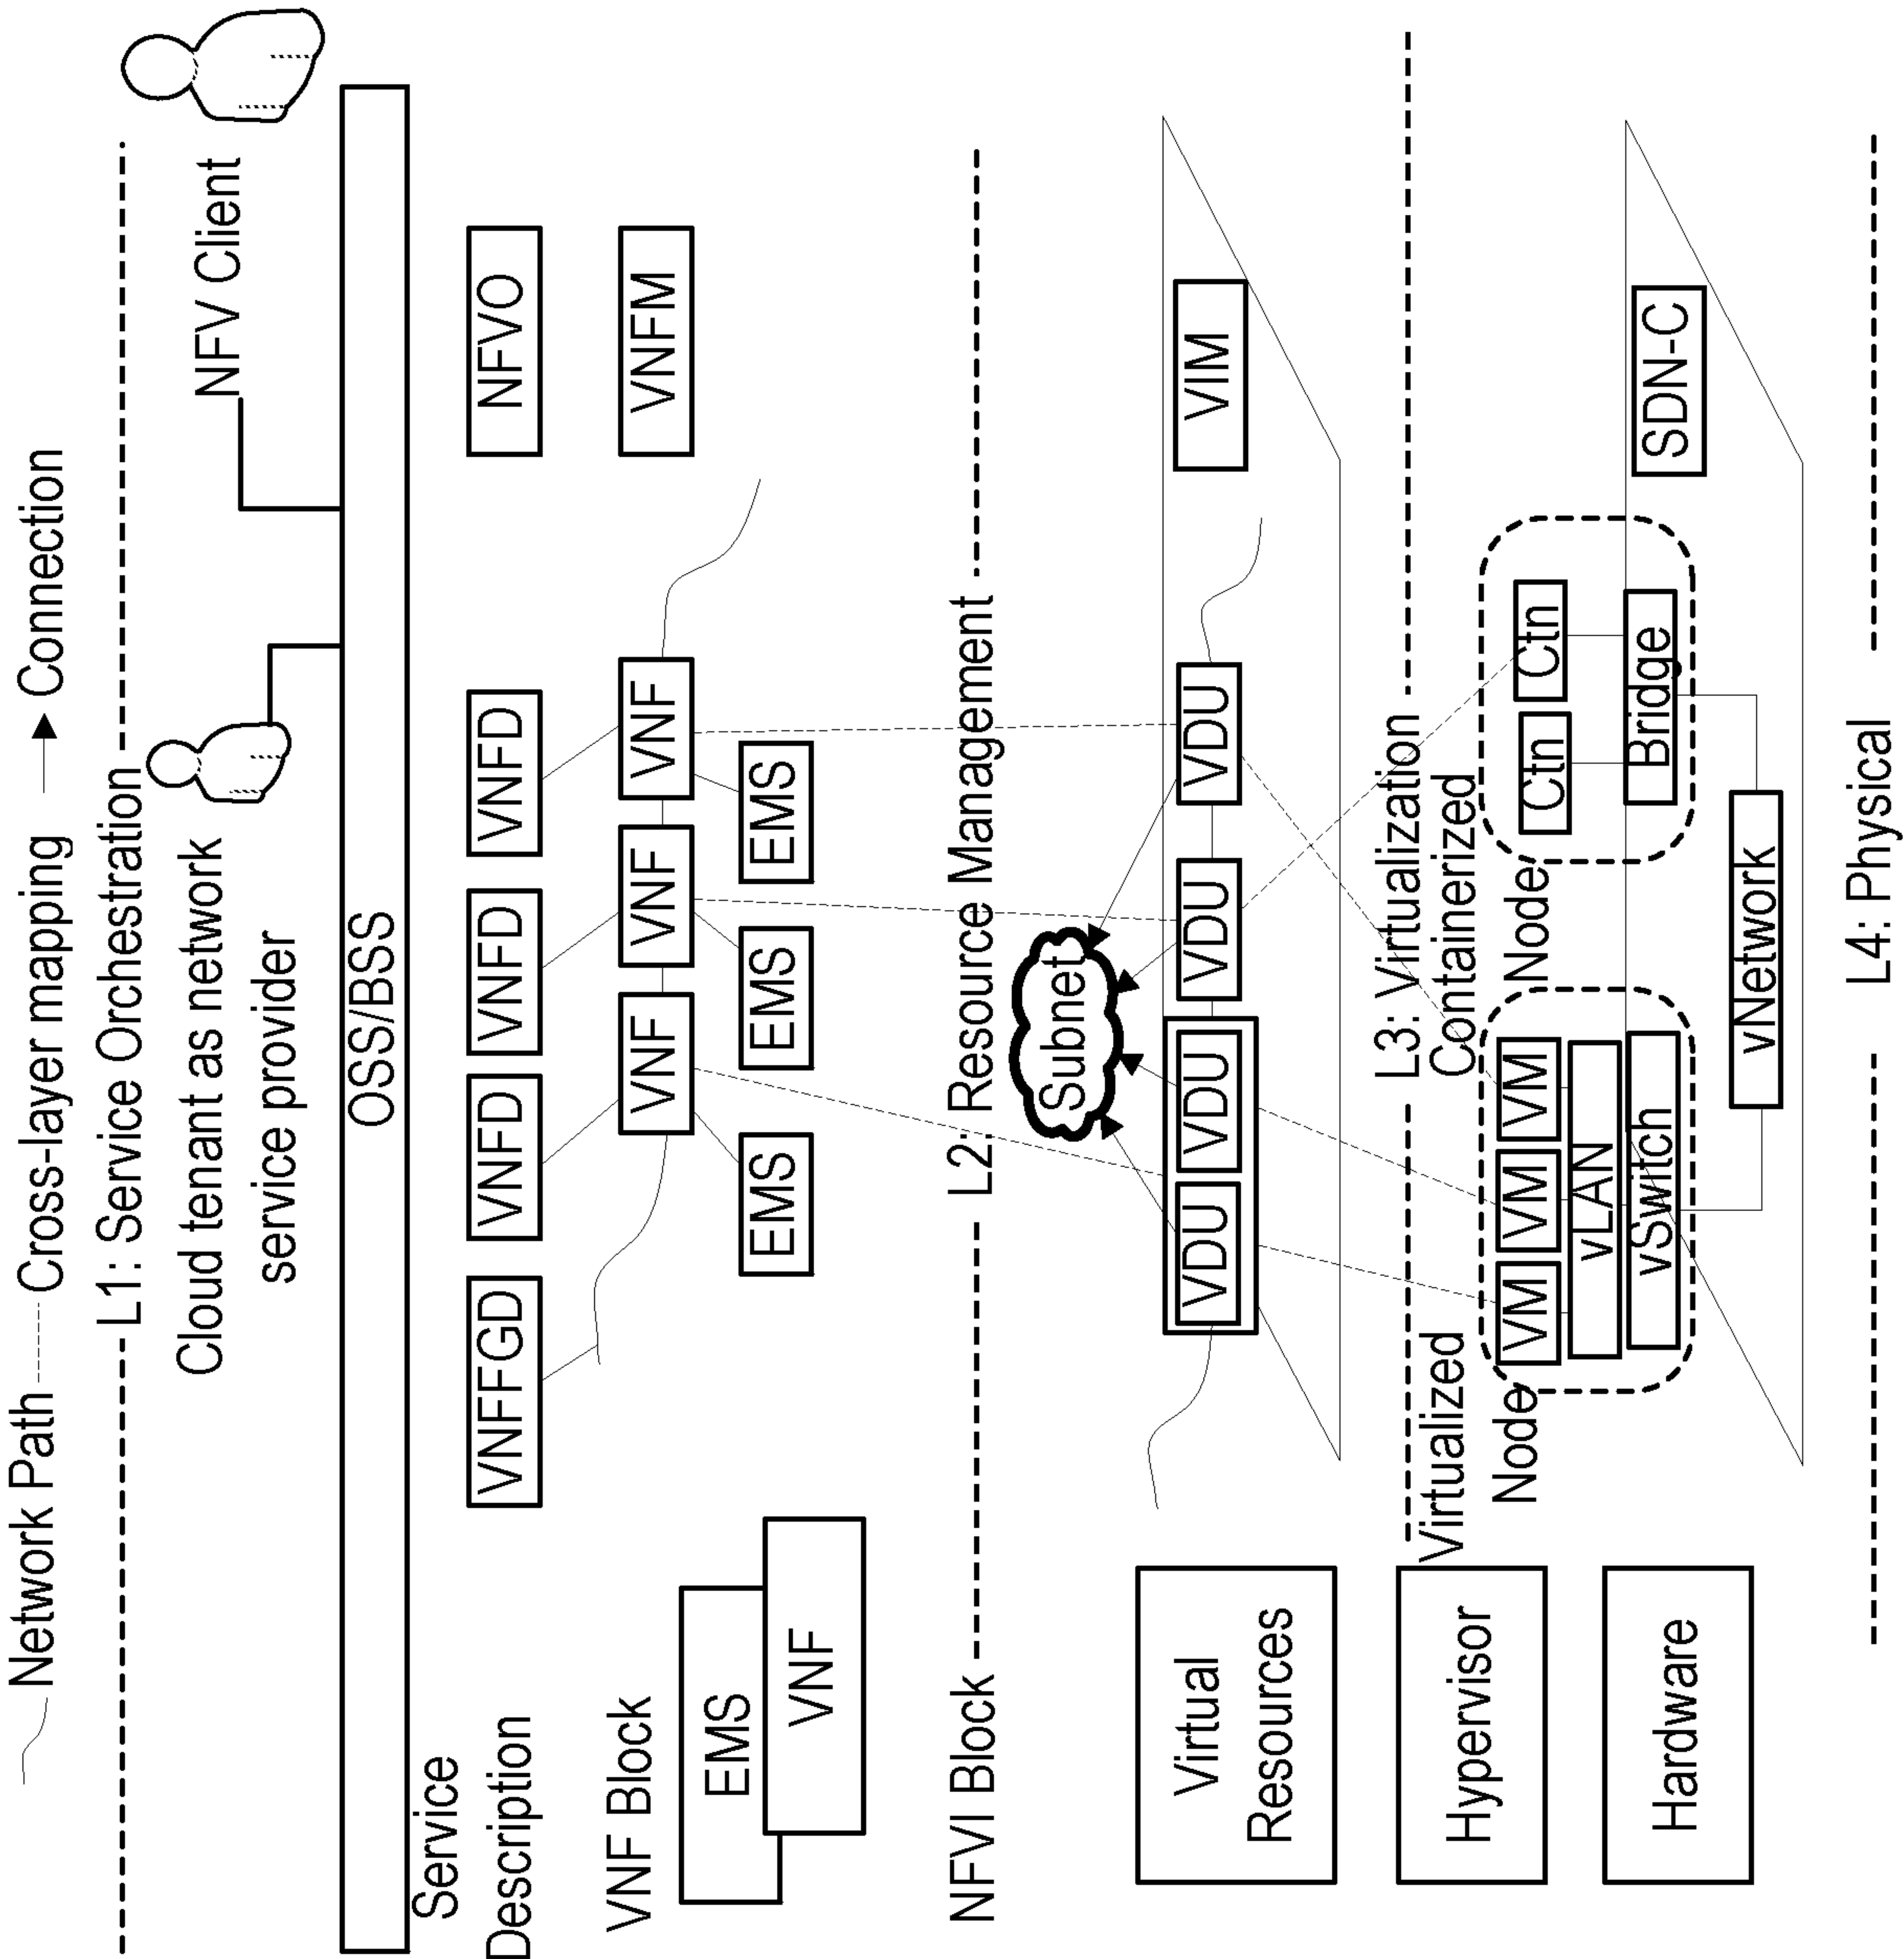 Network Path
Cross-layer mapping
Connection
L1: Service Orchestration
Cloud tenant as network
service provider
NFV Client
OSS/BSS
Service
Description
VNFFGD
VNFD
VNFD
VNFD
NFVO
VNF Block
EMS
VNF
VNF
VNF
VNF
VNFM
EMS
EMS
EMS
NFVI Block
L2: Resource Management
Subnet
Virtual
Resources
VDU
VDU
VDU
VDU
VIM
L3: Virtualization
Hypervisor
Virtualized
Node
Containerized
Node
VM
VM
VM
Ctn
Ctn
vLAN
vSwitch
Bridge
SDN-C
Hardware
vNetwork
L4: Physical